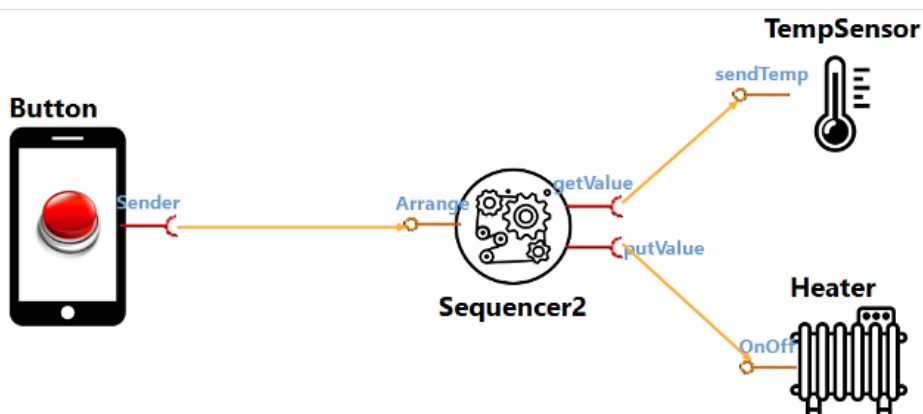 TempSensor
sendTemp
Button
getValue
Sender
Arrange
putValue
Sequencer2
Heater
OnOff